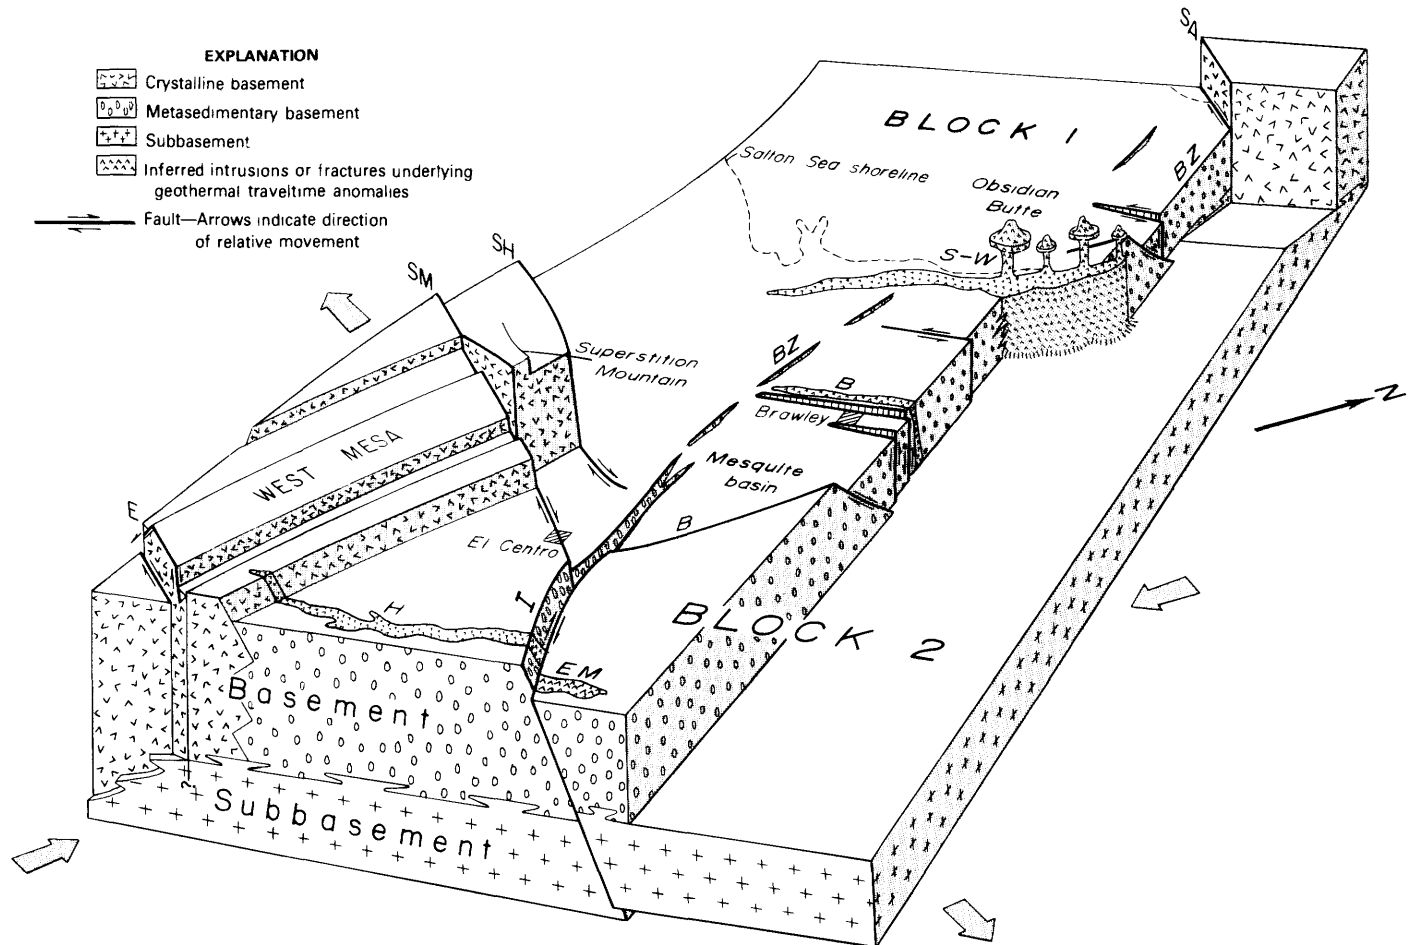 EXPLANATION
Crystalline basement
Metasedimentary basement
Subbasement
Inferred intrusions or fractures underlying
geothermal traveltime anomalies
Fault—Arrows indicate direction
of relative movement
SA
BLOCK 1
BZ
Salton Sea shoreline
Obsidian
Butte
S-W
SH
SM
Superstition
Mountain
BZ
B
Brawley
N
WEST MESA
Mesquite
basin
E
El Centro
B
I
H
BLOCK 2
EM
Basement
?
Subbasement